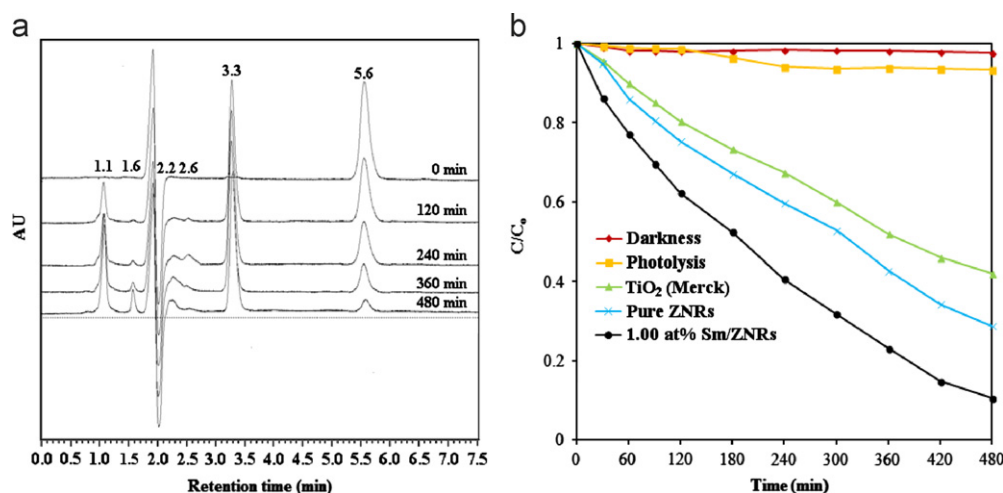 a
1.1 1.6 2.2 2.6 3.3 5.6
0 min
120 min
240 min
360 min
480 min
AU
0.0 0.5 1.0 1.5 2.0 2.5 3.0 3.5 4.0 4.5 5.0 5.5 6.0 6.5 7.0 7.5
Retention time (min)
b
1
0.8
0.6
0.4
0.2
0
C/Co
Darkness
Photolysis
TiO2 (Merck)
Pure ZNRs
1.00 at% Sm/ZNRs
0 60 120 180 240 300 360 420 480
Time (min)